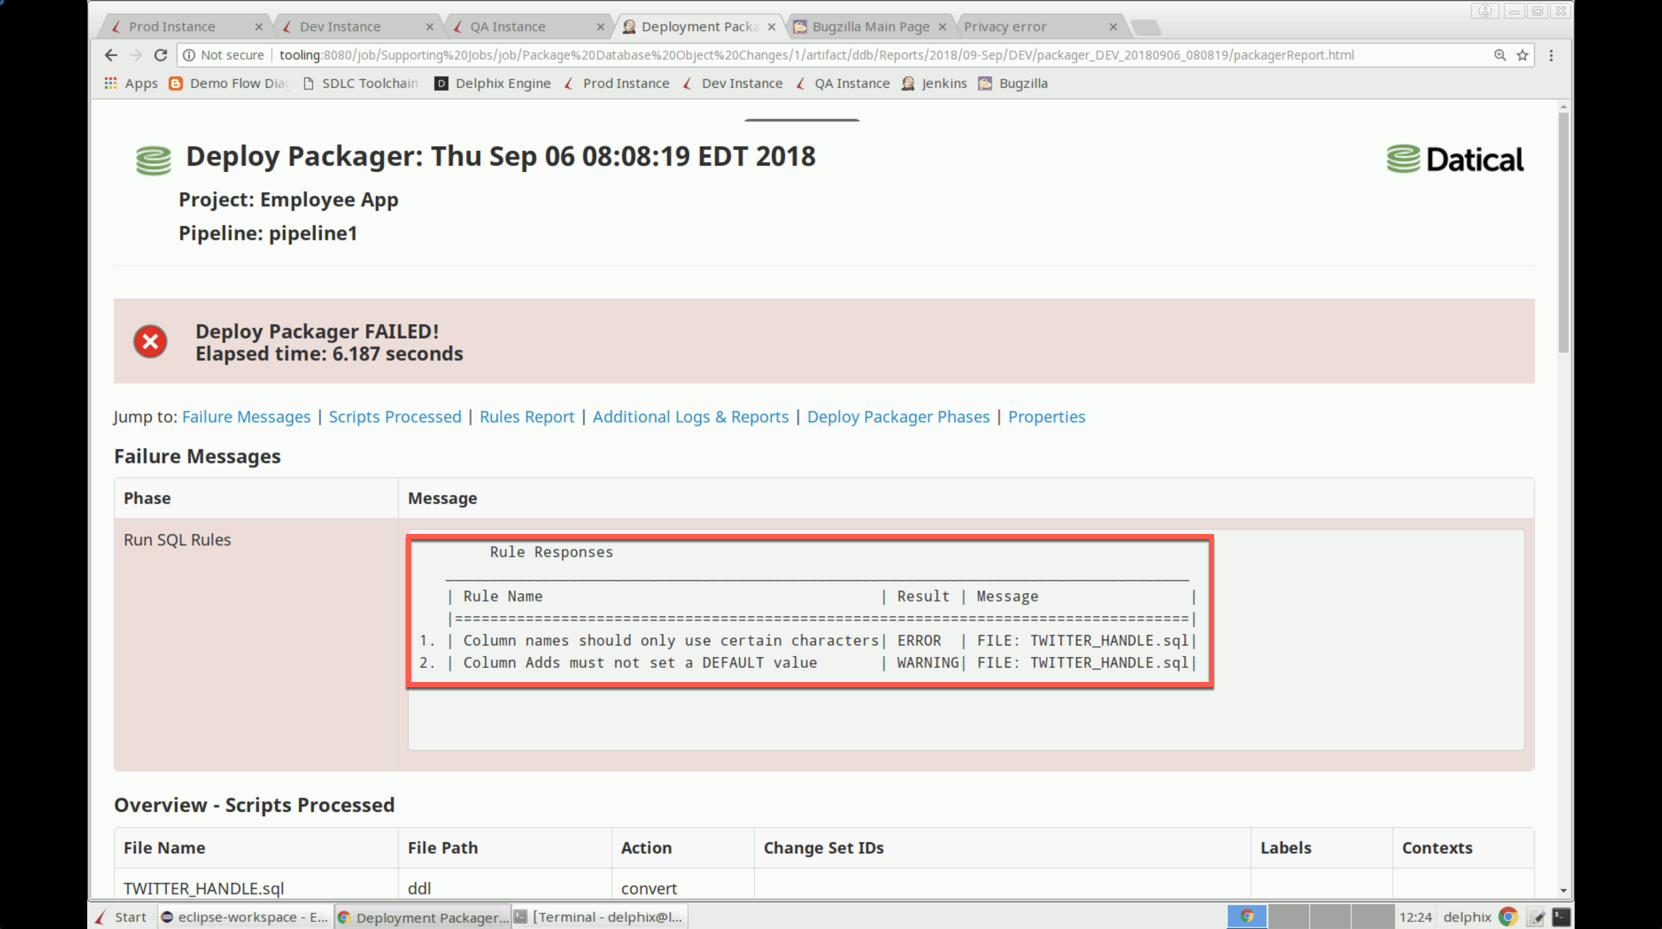 Prod Instance
Dev Instance
QA Instance
Deployment Packa
Bugzilla Main Page
Privacy error
Not secure | tooling:8080/job/Supporting%20Jobs/job/Package%20Database%20Object%20Changes/1/artifact/ddb/Reports/2018/09-Sep/DEV/packager_DEV_20180906_080819/packagerReport.html
Apps
Demo Flow Dia
SDLC Toolchain
Delphix Engine
Prod Instance
Dev Instance
QA Instance
Jenkins
Bugzilla
Deploy Packager: Thu Sep 06 08:08:19 EDT 2018
Datical
Project: Employee App
Pipeline: pipeline1
Deploy Packager FAILED!
Elapsed time: 6.187 seconds
Jump to: Failure Messages | Scripts Processed | Rules Report | Additional Logs & Reports | Deploy Packager Phases | Properties
Failure Messages
Phase
Message
Run SQL Rules
Rule Responses
| Rule Name | Result | Message |
|===================================================================================|
1. | Column names should only use certain characters| ERROR | FILE: TWITTER_HANDLE.sql|
2. | Column Adds must not set a DEFAULT value | WARNING| FILE: TWITTER_HANDLE.sql|
Overview - Scripts Processed
File Name
File Path
Action
Change Set IDs
Labels
Contexts
TWITTER_HANDLE.sql
ddl
convert
Start
eclipse-workspace - E...
Deployment Packager...
[Terminal - delphix@l...
12:24
delphix